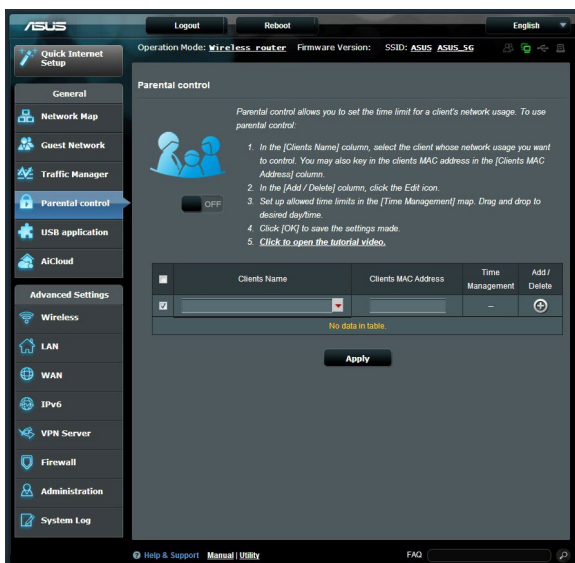 ASUS
Logout
Reboot
English
Quick Internet
Setup
Operation Mode: Wireless router Firmware Version: SSID: ASUS ASUS_5G
General
Network Map
Guest Network
Traffic Manager
Parental control
USB application
AiCloud
Advanced Settings
Wireless
LAN
WAN
IPv6
VPN Server
Firewall
Administration
System Log
Parental control
Parental control allows you to set the time limit for a client's network usage. To use
parental control:
1. In the [Clients Name] column, select the client whose network usage you want
to control. You may also key in the clients MAC address in the [Clients MAC
Address] column.
2. In the [Add / Delete] column, click the Edit icon.
3. Set up allowed time limits in the [Time Management] map. Drag and drop to
desired day/time.
4. Click [OK] to save the settings made.
5. Click to open the tutorial video.
OFF
Clients Name
Clients MAC Address
Time
Management
Add /
Delete
--
No data in table.
Apply
Help & Support Manual | Utility
FAQ